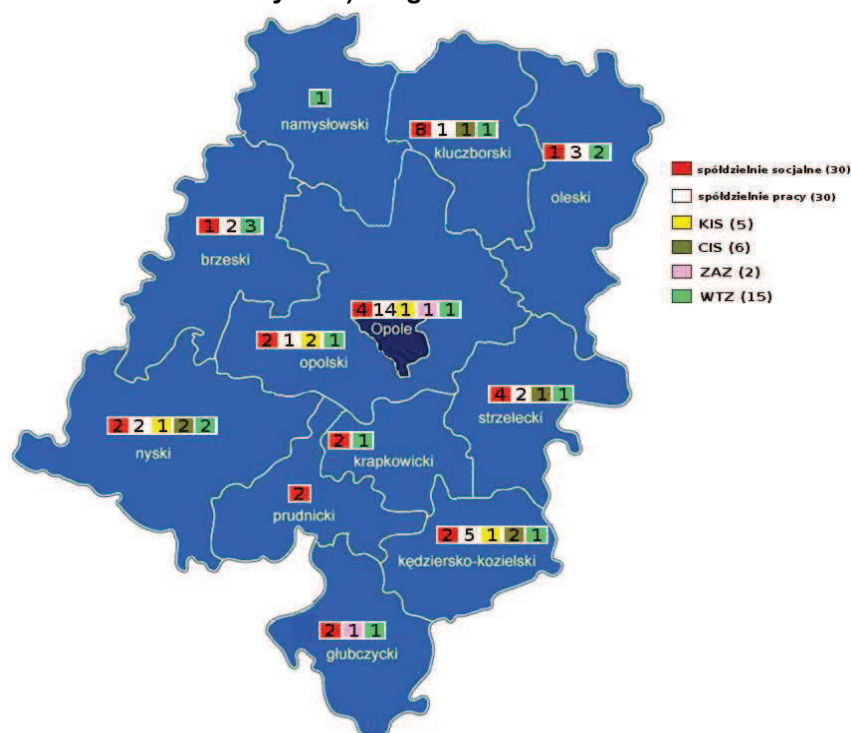 1
namysłowski
8 1 1 1
kluczborski
1 3 2
oleski
spółdzielnie socjalne (30)
spółdzielnie pracy (30)
KIS (5)
CIS (6)
ZAZ (2)
WTZ (15)
1 2 3
brzeski
4 14 1 1 1
Opole
2 1 2 1
opolski
4 2 1 1
strzelecki
2 2 1 2 2
nyski
2 1
krapkowicki
2
prudnicki
2 5 1 2 1
kędziersko-kozielski
2 1 1
głubczycki